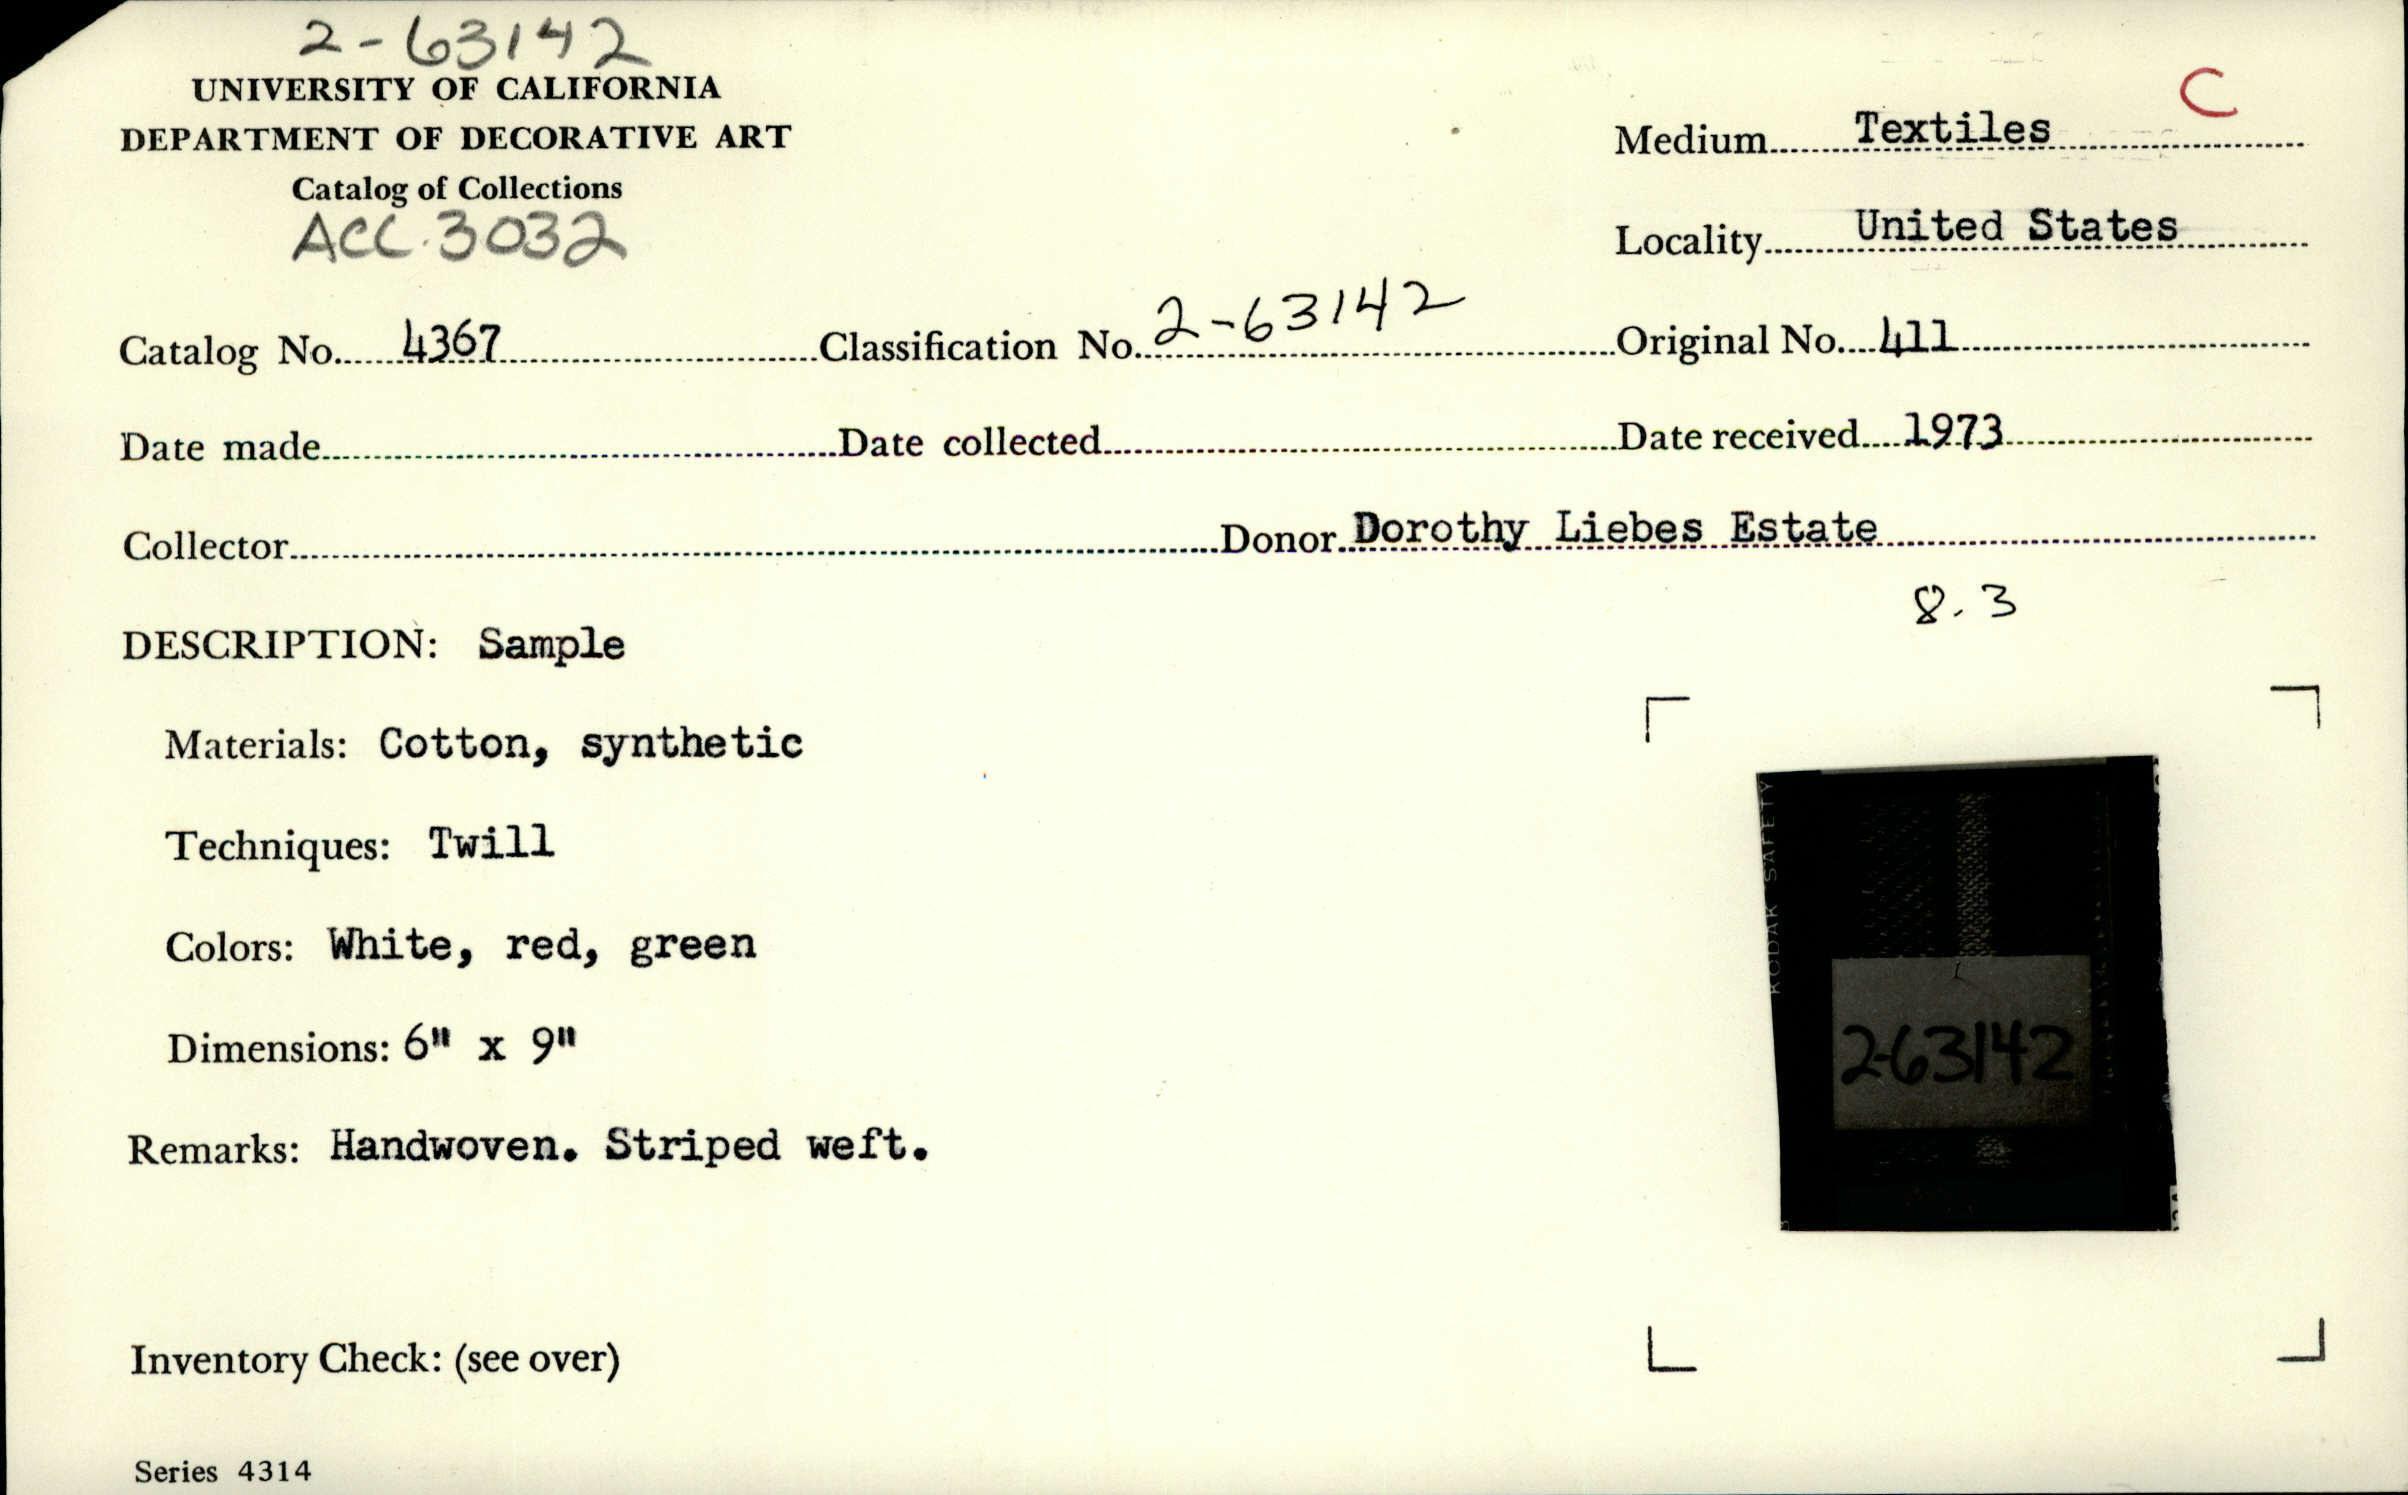 2-63142
UNIVERSITY OF CALIFORNIA
DEPARTMENT OF DECORATIVE ART
Catalog of Collections
ACC. 3032
C
Medium Textiles
Locality United States
Catalog No. 4367 Classification No. 2-63142 Original No. 411
Date made Date collected Date received 1973
Collector Donor Dorothy Liebes Estate
8.3
DESCRIPTION: Sample
Materials: Cotton, synthetic
Techniques: Twill
Colors: White, red, green
Dimensions: 6" x 9"
Remarks: Handwoven. Striped weft.
KODAK SAFETY
2-63142
Inventory Check: (see over)
Series 4314